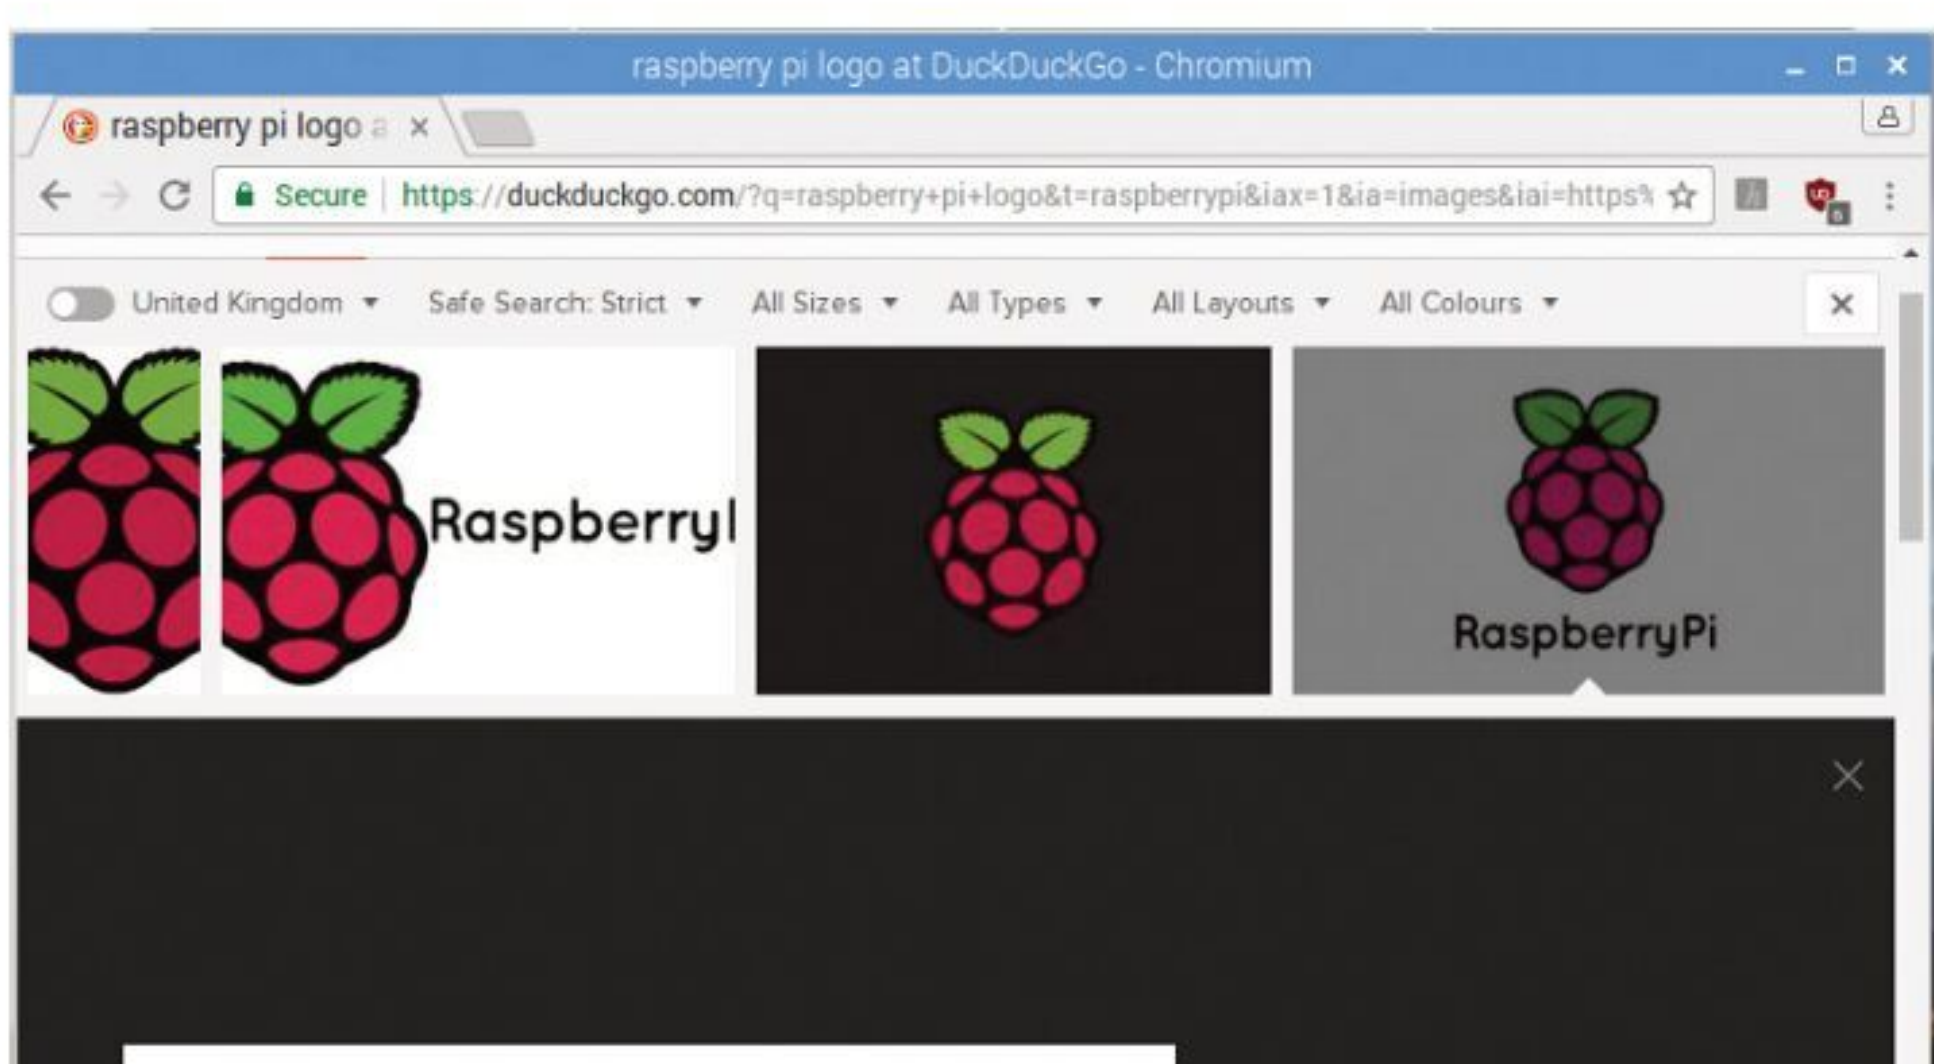 raspberry pi logo at DuckDuckGo - Chromium
raspberry pi logo a
Secure https://duckduckgo.com/?q=raspberry+pi+logo&t=raspberrypi&iax=1&ia=images&iai=https%
6
United Kingdom Safe Search: Strict All Sizes All Types All Layouts All Colours
Raspberry
RaspberryPi